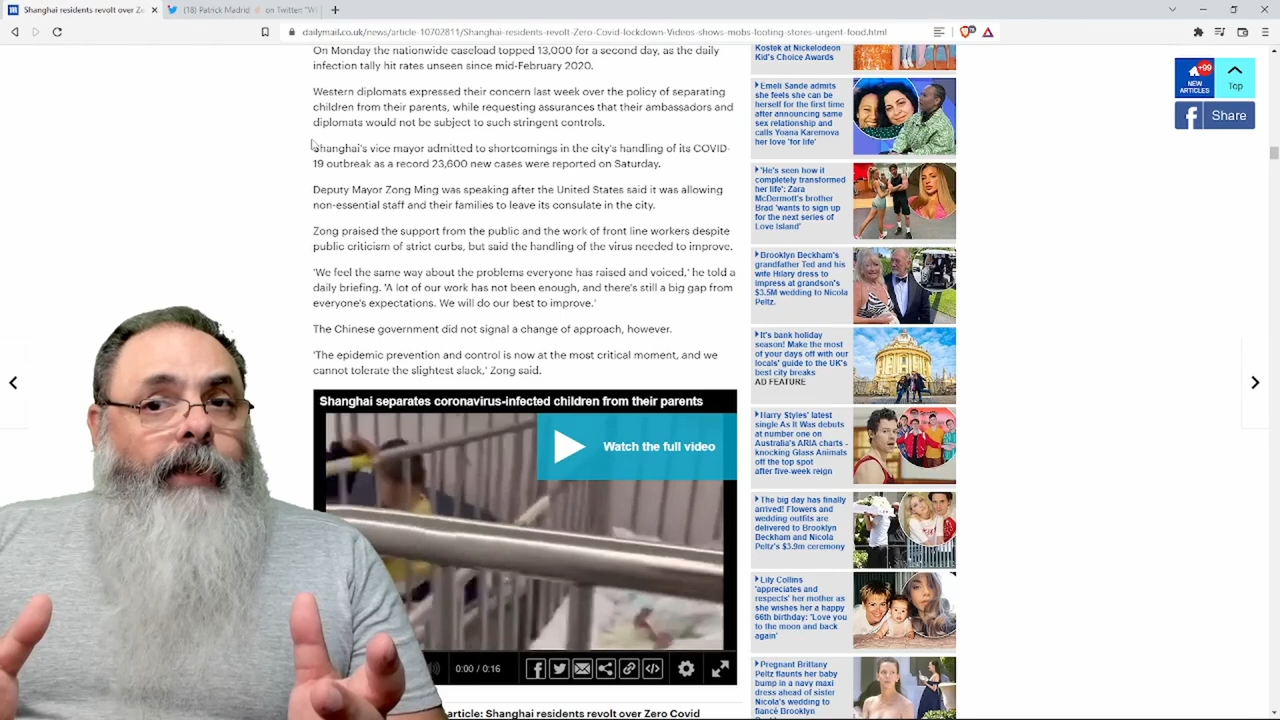 Shanghai residents revolt over Ze
(18) Patrick Madrid
on Twitter: "W
dailymail.co.uk/news/article-10702811/Shanghai-residents-revolt-Zero-Covid-lockdown-Videos-shows-mobs-looting-stores-urgent-food.html
On Monday the nationwide caseload topped 13,000 for a second day, as the daily
infection tally hit rates unseen since mid-February 2020.
Western diplomats expressed their concern last week over the policy of separating
children from their parents, while requesting assurances that their ambassadors and
diplomats would not be subject to such stringent controls.
Shanghai's vice mayor admitted to shortcomings in the city's handling of its COVID-
19 outbreak as a record 23,600 new cases were reported on Saturday.
Deputy Mayor Zong Ming was speaking after the United States said it was allowing
non-essential staff and their families to leave its consulate in the city.
Zong praised the support from the public and the work of front line workers despite
public criticism of strict curbs, but said the handling of the virus needed to improve.
'We feel the same way about the problems everyone has raised and voiced,' he told a
daily briefing. 'A lot of our work has not been enough, and there's still a big gap from
everyone's expectations. We will do our best to improve.'
The Chinese government did not signal a change of approach, however.
'The epidemic prevention and control is now at the most critical moment, and we
cannot tolerate the slightest slack,' Zong said.
Shanghai separates coronavirus-infected children from their parents
Watch the full video
0:00 / 0:16
article: Shanghai residents revolt over Zero Covid
Kostek at Nickelodeon
Kid's Choice Awards
Emeli Sande admits
she feels she can be
herself for the first time
after announcing same
sex relationship and
calls Yoana Karemova
her love 'for life'
'He's seen how it
completely transformed
her life': Zara
McDermott's brother
Brad 'wants to sign up
for the next series of
Love Island'
Brooklyn Beckham's
grandfather Ted and his
wife Hilary dress to
impress at grandson's
$3.5M wedding to Nicola
Peltz.
It's bank holiday
season! Make the most
of your days off with our
locals' guide to the UK's
best city breaks
AD FEATURE
Harry Styles' latest
single As It Was debuts
at number one on
Australia's ARIA charts -
knocking Glass Animals
off the top spot
after five-week reign
The big day has finally
arrived! Flowers and
wedding outfits are
delivered to Brooklyn
Beckham and Nicola
Peltz's $3.9m ceremony
Lily Collins
'appreciates and
respects' her mother as
she wishes her a happy
66th birthday: 'Love you
to the moon and back
again'
Pregnant Brittany
Peltz flaunts her baby
bump in a navy maxi
dress ahead of sister
Nicola's wedding to
fiancé Brooklyn
+99
NEW
ARTICLES
Top
Share